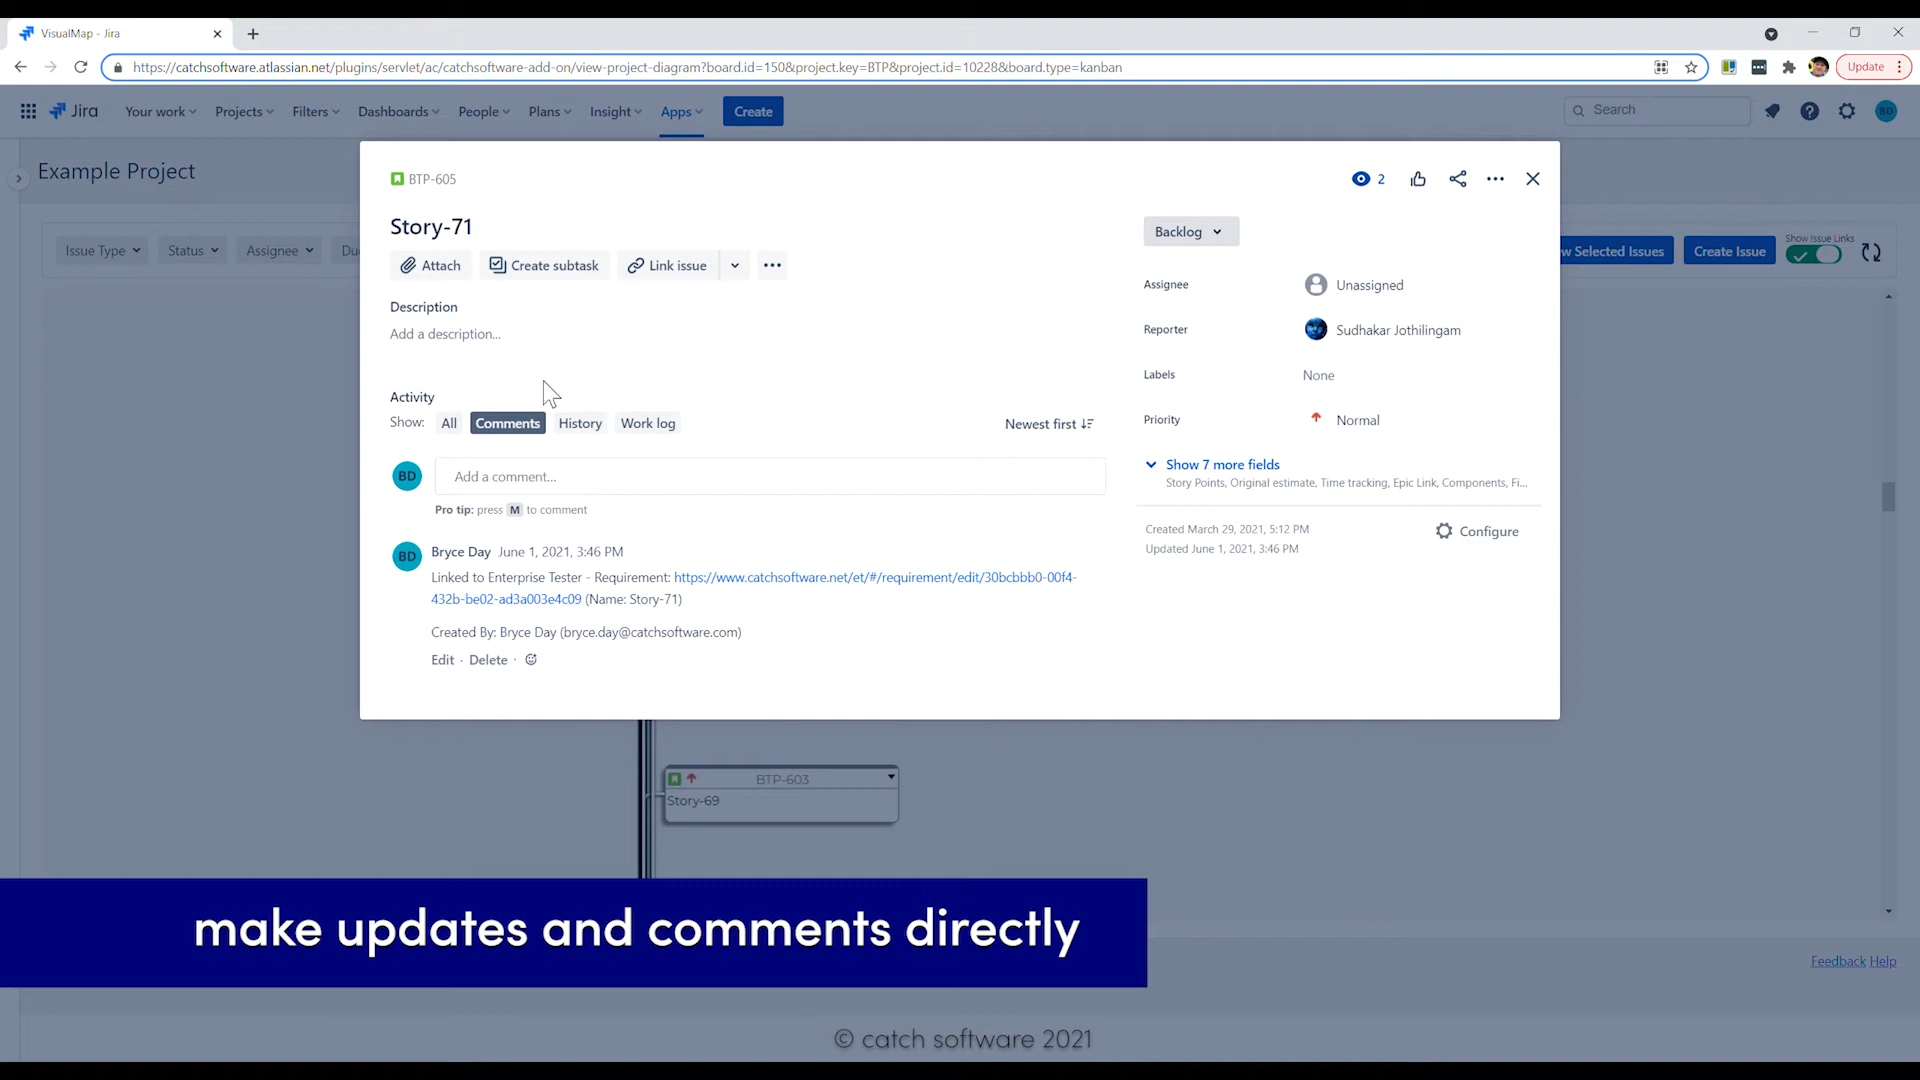 VisualMap - Jira
https://catchsoftware.atlassian.net/plugins/servlet/ac/catchsoftware-add-on/view-project-diagram?board.id=150&project.key=BTP&project.id=10228&board.type=kanban
Update
Jira
Your work
Projects
Filters
Dashboards
People
Plans
Insight
Apps
Create
Search
BD
Example Project
Issue Type
Status
Assignee
Du
w Selected Issues
Create Issue
Show Issue Links
BTP-605
2
Story-71
Attach
Create subtask
Link issue
Description
Add a description...
Activity
Show:
All
Comments
History
Work log
Newest first
BD
Add a comment...
Pro tip: press M to comment
BD
Bryce Day June 1, 2021, 3:46 PM
Linked to Enterprise Tester - Requirement: https://www.catchsoftware.net/et/#/requirement/edit/30bcbbb0-00f4-
432b-be02-ad3a003e4c09 (Name: Story-71)
Created By: Bryce Day (bryce.day@catchsoftware.com)
Edit · Delete ·
Backlog
Assignee
Unassigned
Reporter
Sudhakar Jothilingam
Labels
None
Priority
Normal
Show 7 more fields
Story Points, Original estimate, Time tracking, Epic Link, Components, Fi...
Created March 29, 2021, 5:12 PM
Updated June 1, 2021, 3:46 PM
Configure
BTP-603
Story-69
make updates and comments directly
Feedback Help
© catch software 2021